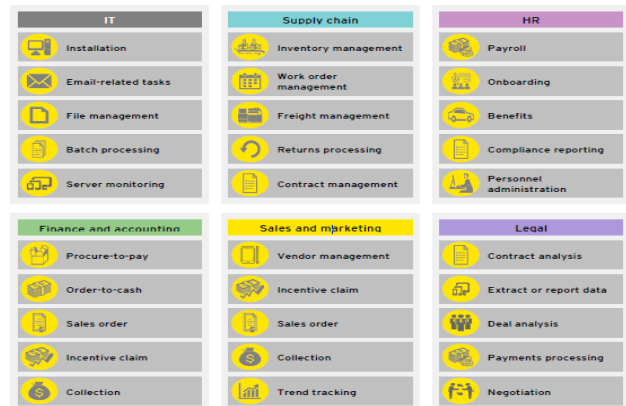 IT
Installation
Email-related tasks
File management
Batch processing
Server monitoring
Supply chain
Inventory management
Work order
management
Freight management
Returns processing
Contract management
HR
Payroll
Onboarding
Benefits
Compliance reporting
Personnel
administration
Finance and accounting
Procure-to-pay
Order-to-cash
Sales order
Incentive claim
Collection
Sales and marketing
Vendor management
Incentive claim
Sales order
Collection
Trend tracking
Legal
Contract analysis
Extract or report data
Deal analysis
Payments processing
Negotiation